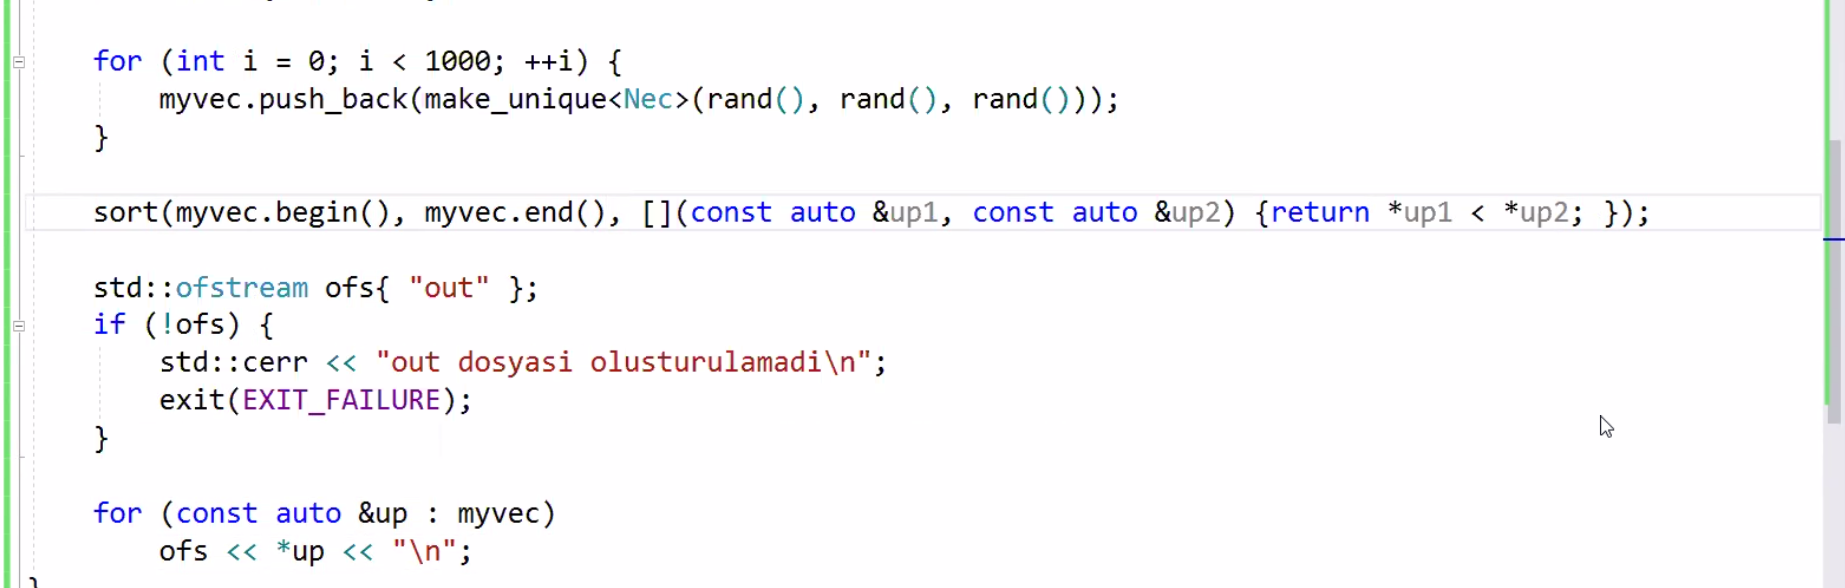 for (int i = 0; i < 1000; ++i) {
myvec.push_back(make_unique<Nec>(rand(), rand(), rand()));
}
sort(myvec.begin(), myvec.end(), [](const auto &up1, const auto &up2) {return *up1 < *up2; });
std::ofstream ofs{ "out" };
if (!ofs) {
std::cerr << "out dosyasi olusturulamadi\n";
exit(EXIT_FAILURE);
}
for (const auto &up : myvec)
ofs << *up << "\n";
}